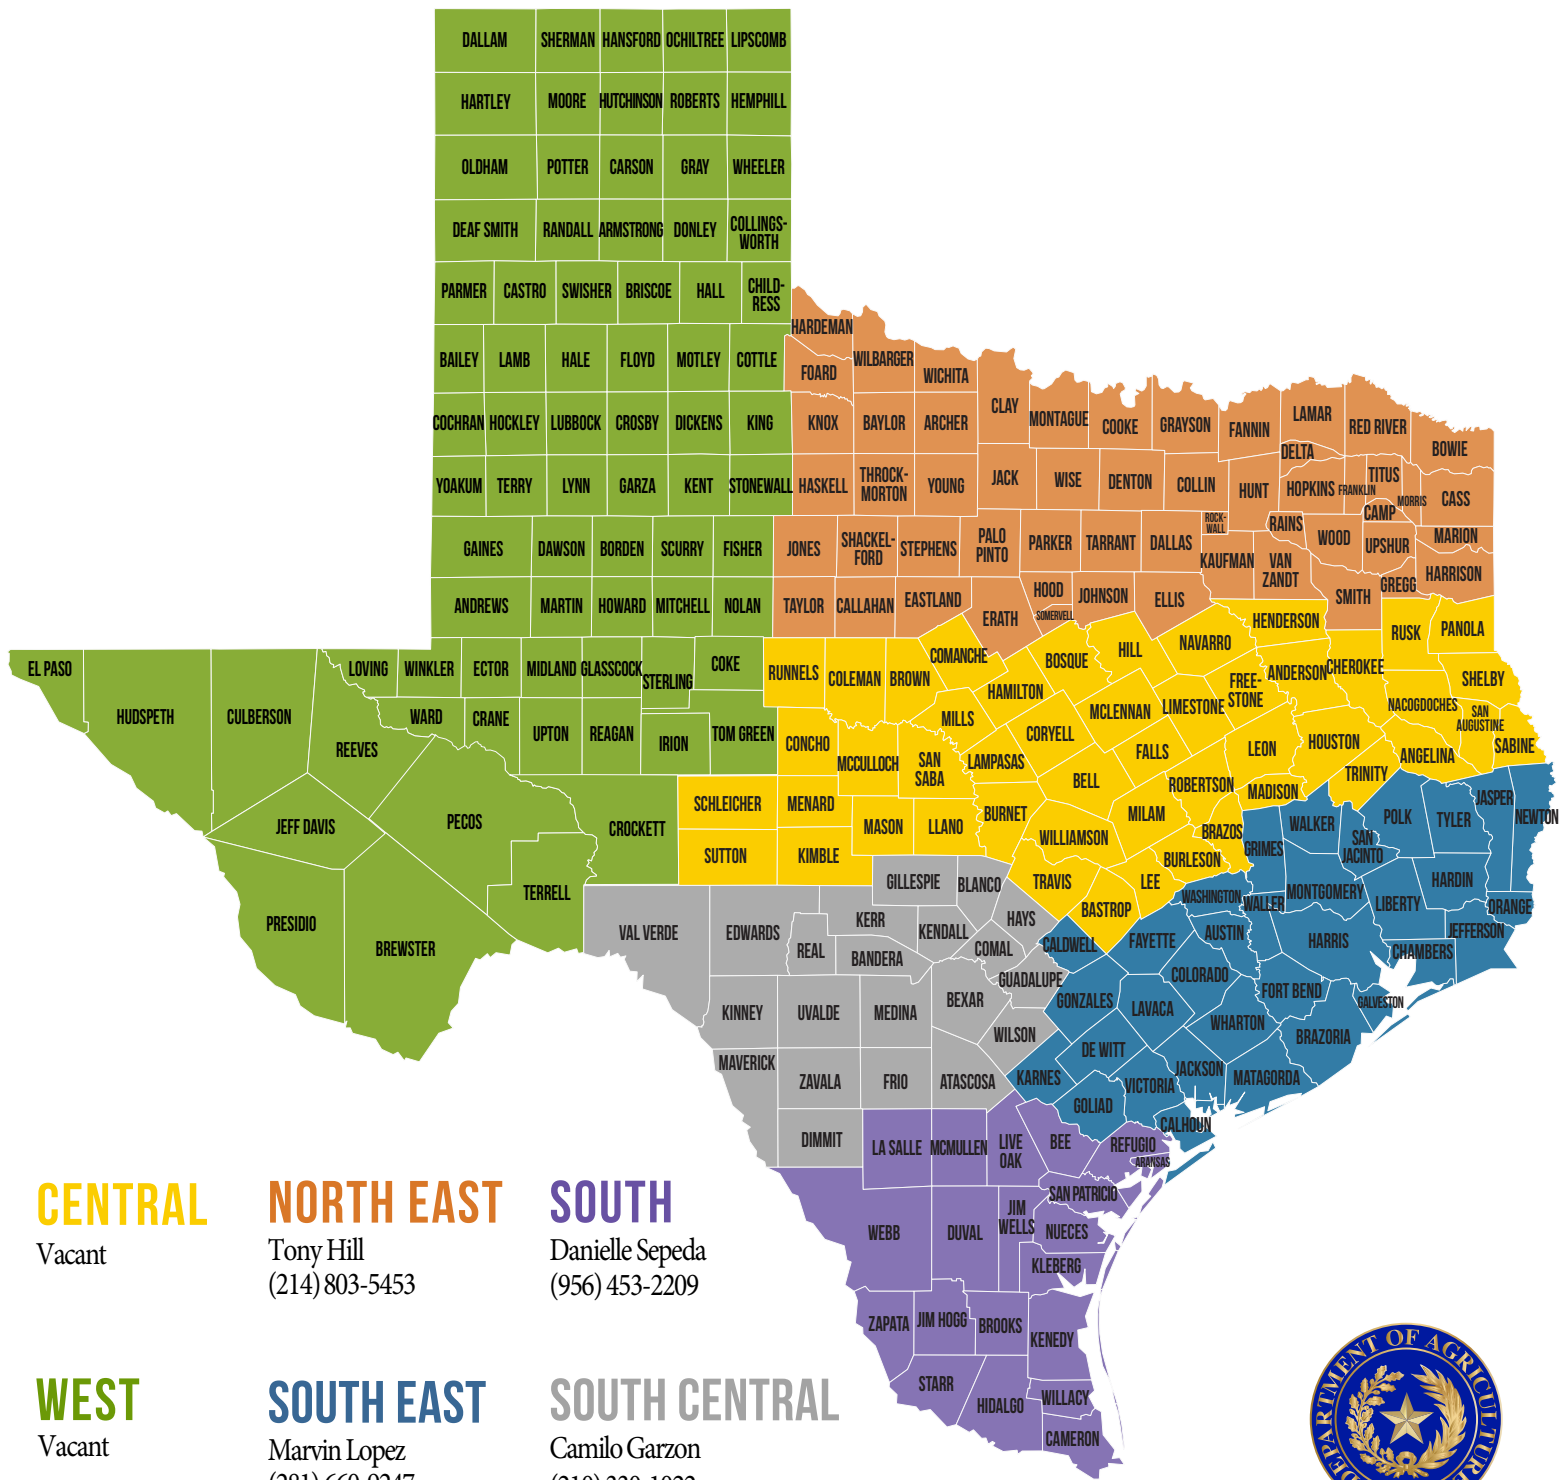 DALLAM
SHERMAN
HANSFORD
OCHILTREE
LIPSCOMB
HARTLEY
MOORE
HUTCHINSON
ROBERTS
HEMPHILL
OLDHAM
POTTER
CARSON
GRAY
WHEELER
DEAF SMITH
RANDALL
ARMSTRONG
DONLEY
COLLINGS-
WORTH
PARMER
CASTRO
SWISHER
BRISCOE
HALL
CHILD-
RESS
HARDEMAN
BAILEY
LAMB
HALE
FLOYD
MOTLEY
COTTLE
FOARD
WILBARGER
WICHITA
COCHRAN
HOCKLEY
LUBBOCK
CROSBY
DICKENS
KING
KNOX
BAYLOR
ARCHER
CLAY
MONTAGUE
COOKE
GRAYSON
FANNIN
LAMAR
RED RIVER
BOWIE
DELTA
YOAKUM
TERRY
LYNN
GARZA
KENT
STONEWALL
HASKELL
THROCK-
MORTON
YOUNG
JACK
WISE
DENTON
COLLIN
HUNT
HOPKINS
FRANKLIN
TITUS
MORRIS
CASS
CAMP
GAINES
DAWSON
BORDEN
SCURRY
FISHER
JONES
SHACKEL-
FORD
STEPHENS
PALO
PINTO
PARKER
TARRANT
DALLAS
ROCK-
WALL
KAUFMAN
RAINS
VAN
ZANDT
WOOD
UPSHUR
MARION
HARRISON
GREGG
SMITH
ANDREWS
MARTIN
HOWARD
MITCHELL
NOLAN
TAYLOR
CALLAHAN
EASTLAND
ERATH
HOOD
SOMERVELL
JOHNSON
ELLIS
HENDERSON
RUSK
PANOLA
EL PASO
HUDSPETH
CULBERSON
LOVING
WINKLER
ECTOR
MIDLAND
GLASSCOCK
STERLING
COKE
RUNNELS
COLEMAN
BROWN
COMANCHE
HAMILTON
BOSQUE
HILL
NAVARRO
FREE-
STONE
ANDERSON
CHEROKEE
SHELBY
NACOGDOCHES
SAN
AUGUSTINE
SABINE
REEVES
WARD
CRANE
UPTON
REAGAN
IRION
TOM GREEN
CONCHO
MCCULLOCH
SAN
SABA
MILLS
LAMPASAS
CORYELL
MCLENNAN
LIMESTONE
FALLS
LEON
HOUSTON
TRINITY
ANGELINA
JEFF DAVIS
PECOS
CROCKETT
SCHLEICHER
MENARD
MASON
LLANO
BURNET
BELL
MILAM
ROBERTSON
MADISON
BRAZOS
GRIMES
WALKER
SAN
JACINTO
POLK
TYLER
JASPER
NEWTON
SUTTON
KIMBLE
WILLIAMSON
BURLESON
TERRELL
PRESIDIO
BREWSTER
GILLESPIE
BLANCO
TRAVIS
LEE
BASTROP
WASHINGTON
WALLER
MONTGOMERY
LIBERTY
HARDIN
ORANGE
JEFFERSON
CHAMBERS
VAL VERDE
EDWARDS
REAL
KERR
BANDERA
KENDALL
HAYS
COMAL
GUADALUPE
CALDWELL
FAYETTE
AUSTIN
HARRIS
GALVESTON
KINNEY
UVALDE
MEDINA
BEXAR
WILSON
GONZALES
LAVACA
COLORADO
FORT BEND
WHARTON
BRAZORIA
MAVERICK
ZAVALA
FRIO
ATASCOSA
KARNES
DE WITT
VICTORIA
JACKSON
MATAGORDA
GOLIAD
CALHOUN
DIMMIT
LA SALLE
MCMULLEN
LIVE
OAK
BEE
REFUGIO
ARANSAS
SAN PATRICIO
WEBB
DUVAL
JIM
WELLS
NUECES
KLEBERG
ZAPATA
JIM HOGG
BROOKS
KENEDY
STARR
HIDALGO
WILLACY
CAMERON
CENTRAL
Vacant
NORTH EAST
Tony Hill
(214) 803-5453
SOUTH
Danielle Sepeda
(956) 453-2209
WEST
Vacant
SOUTH EAST
Marvin Lopez
SOUTH CENTRAL
Camilo Garzon
DEPARTMENT OF AGRICULTUR